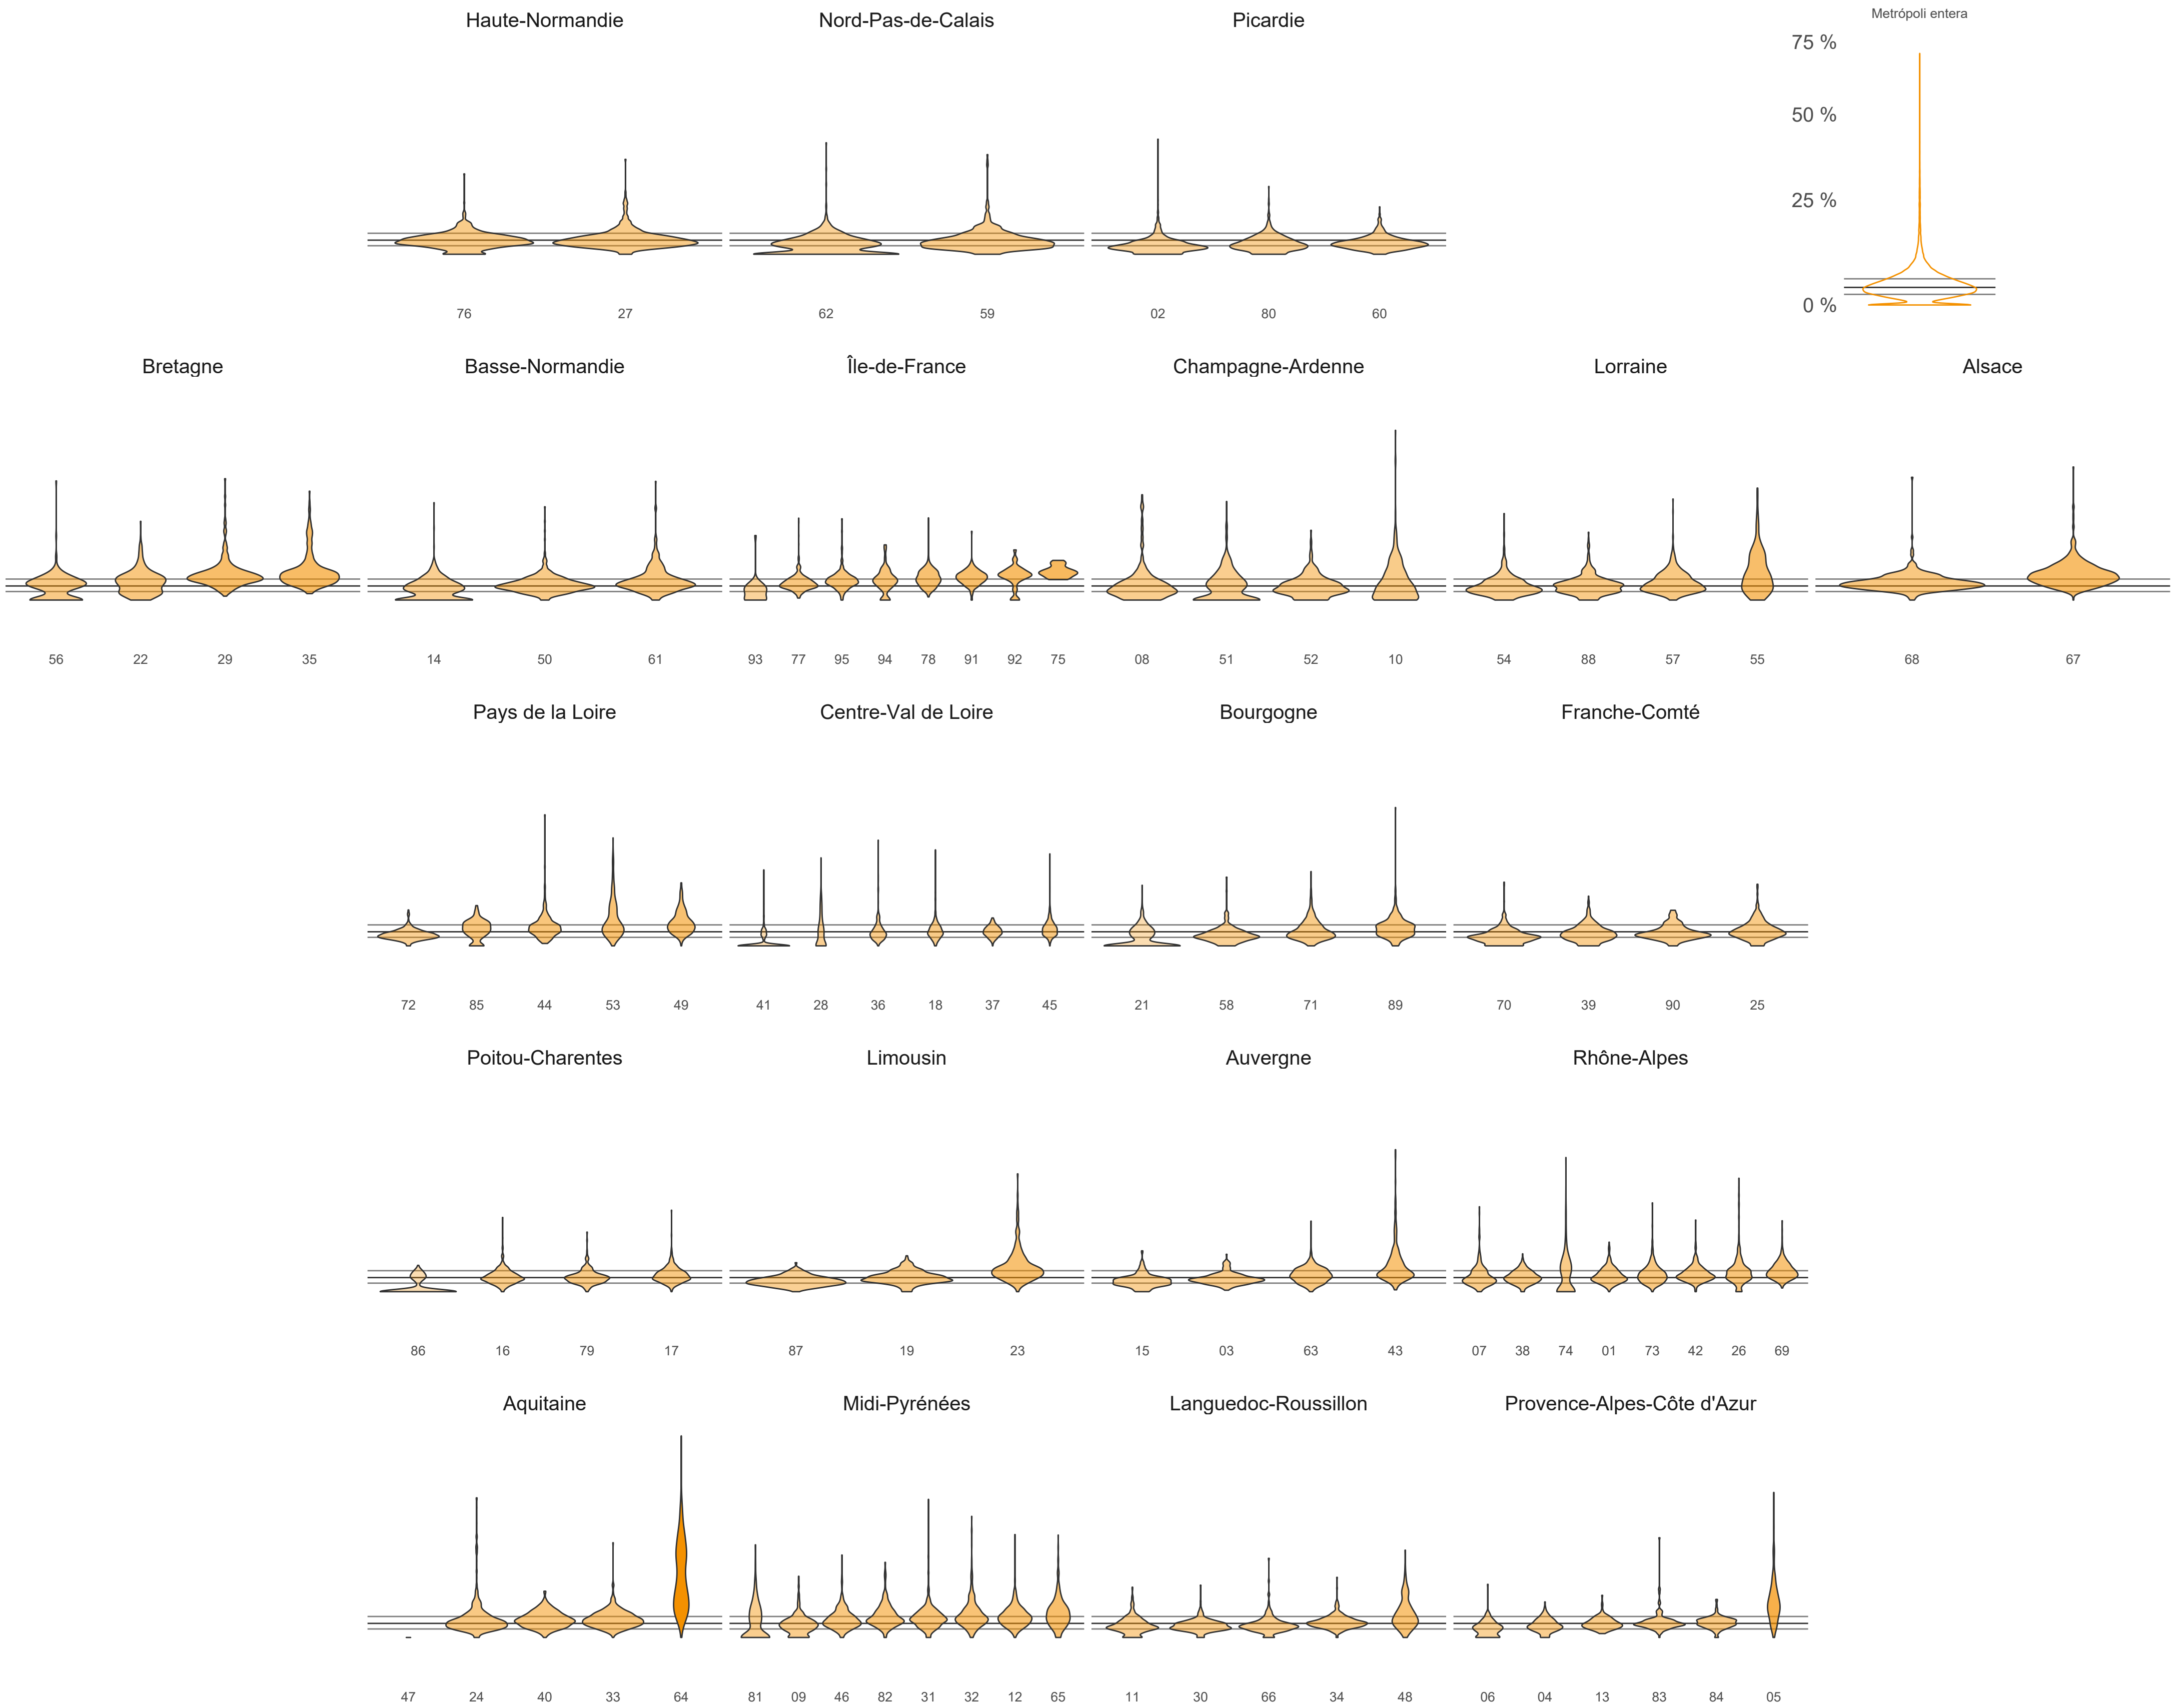 Haute-Normandie Nord-Pas-de-Calais Picardie Metrópoli entera
75 %
50 %
25 %
0 %
76 27 62 59 02 80 60
Bretagne Basse-Normandie Île-de-France Champagne-Ardenne Lorraine Alsace
56 22 29 35 14 50 61 93 77 95 94 78 91 92 75 08 51 52 10 54 88 57 55 68 67
Pays de la Loire Centre-Val de Loire Bourgogne Franche-Comté
72 85 44 53 49 41 28 36 18 37 45 21 58 71 89 70 39 90 25
Poitou-Charentes Limousin Auvergne Rhône-Alpes
86 16 79 17 87 19 23 15 03 63 43 07 38 74 01 73 42 26 69
Aquitaine Midi-Pyrénées Languedoc-Roussillon Provence-Alpes-Côte d'Azur
47 24 40 33 64 81 09 46 82 31 32 12 65 11 30 66 34 48 06 04 13 83 84 05